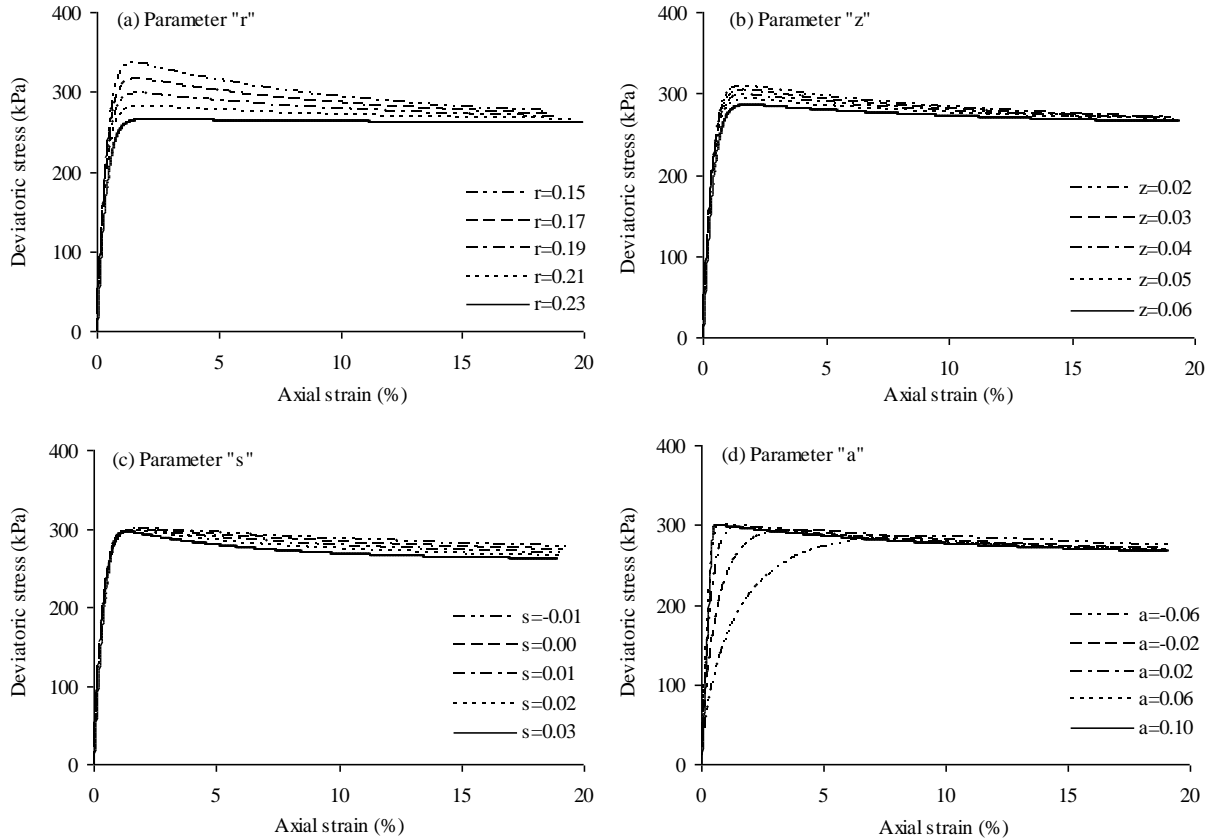 (a) Parameter "r"
400
300
200
100
0
Deviatoric stress (kPa)
r=0.15
r=0.17
r=0.19
r=0.21
r=0.23
0 5 10 15 20
Axial strain (%)
(b) Parameter "z"
400
300
200
100
0
Deviatoric stress (kPa)
z=0.02
z=0.03
z=0.04
z=0.05
z=0.06
0 5 10 15 20
Axial strain (%)
(c) Parameter "s"
400
300
200
100
0
Deviatoric stress (kPa)
s=-0.01
s=0.00
s=0.01
s=0.02
s=0.03
0 5 10 15 20
Axial strain (%)
(d) Parameter "a"
400
300
200
100
0
Deviatoric stress (kPa)
a=-0.06
a=-0.02
a=0.02
a=0.06
a=0.10
0 5 10 15 20
Axial strain (%)